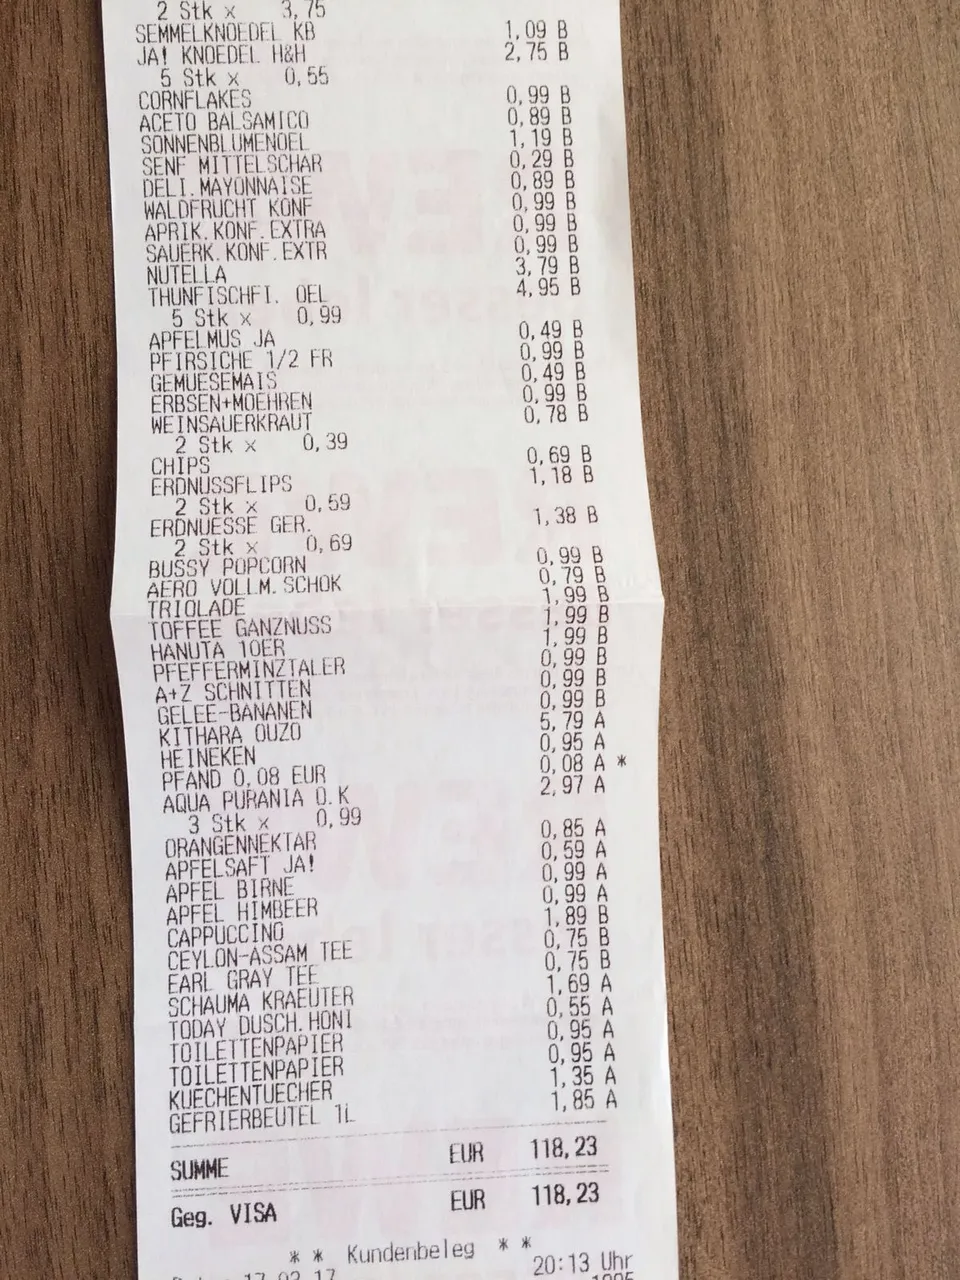 2 Stk x 3,75
SEMMELKNOEDEL KB 1,09 B
JA! KNOEDEL H&H 2,75 B
5 Stk x 0,55
CORNFLAKES 0,99 B
ACETO BALSAMICO 0,89 B
SONNENBLUMENOEL 1,19 B
SENF MITTELSCHAR 0,29 B
DELI.MAYONNAISE 0,89 B
WALDFRUCHT KONF 0,99 B
APRIK.KONF.EXTRA 0,99 B
SAUERK.KONF.EXTR 0,99 B
NUTELLA 3,79 B
THUNFISCHFI. OEL 4,95 B
5 Stk x 0,99
APFELMUS JA 0,49 B
PFIRSICHE 1/2 FR 0,99 B
GEMUESEMAIS 0,49 B
ERBSEN+MOEHREN 0,99 B
WEINSAUERKRAUT 0,78 B
2 Stk x 0,39
CHIPS 0,69 B
ERDNUSSFLIPS 1,18 B
2 Stk x 0,59
ERDNUESSE GER. 1,38 B
2 Stk x 0,69
BUSSY POPCORN 0,99 B
AERO VOLLM.SCHOK 0,79 B
TRIOLADE 1,99 B
TOFFEE GANZNUSS 1,99 B
HANUTA 10ER 1,99 B
PFEFFERMINZTALER 0,99 B
A+Z SCHNITTEN 0,99 B
GELEE-BANANEN 0,99 B
KITHARA OUZO 5,79 A
HEINEKEN 0,95 A
PFAND 0,08 EUR 0,08 A *
AQUA PURANIA O.K 2,97 A
3 Stk x 0,99
ORANGENNEKTAR 0,85 A
APFELSAFT JA! 0,59 A
APFEL BIRNE 0,99 A
APFEL HIMBEER 0,99 A
CAPPUCCINO 1,89 B
CEYLON-ASSAM TEE 0,75 B
EARL GRAY TEE 0,75 B
SCHAUMA KRAEUTER 1,69 A
TODAY DUSCH.HONI 0,55 A
TOILETTENPAPIER 0,95 A
TOILETTENPAPIER 0,95 A
KUECHENTUECHER 1,35 A
GEFRIERBEUTEL 1L 1,85 A
SUMME EUR 118,23
Geg. VISA EUR 118,23
* * Kundenbeleg * *
20:13 Uhr